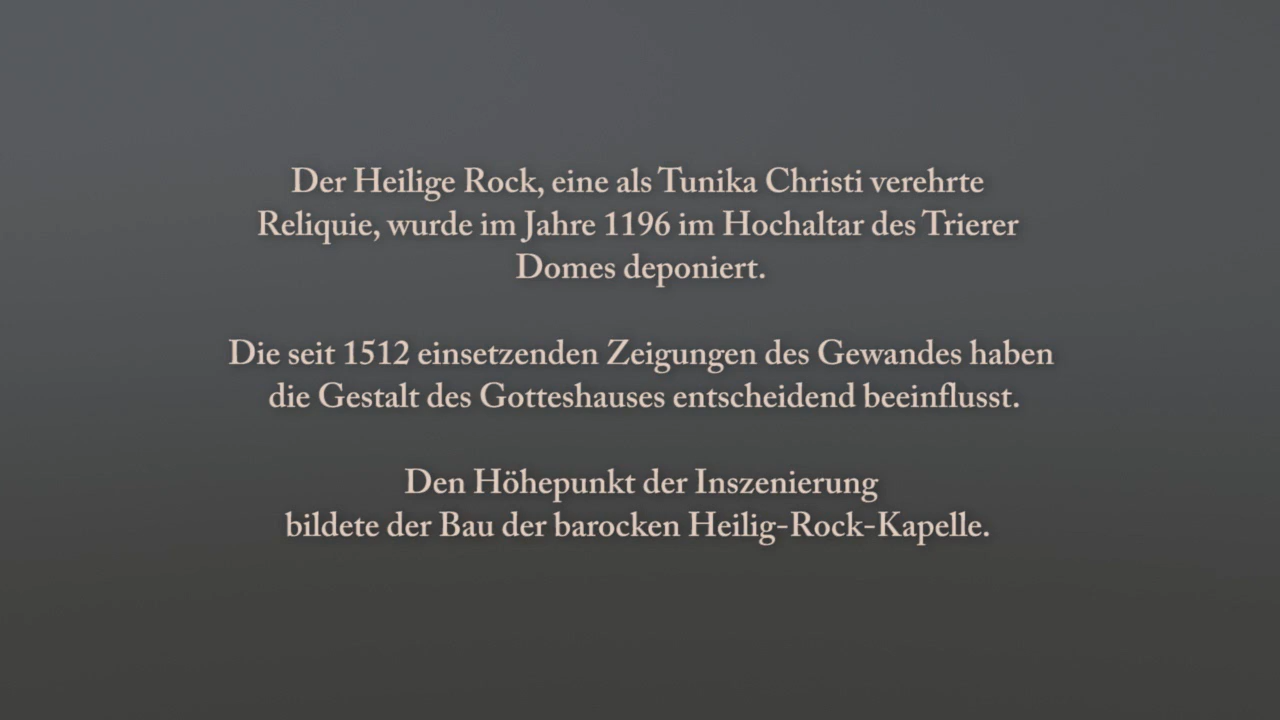 Der Heilige Rock, eine als Tunika Christi verehrte
Reliquie, wurde im Jahre 1196 im Hochaltar des Trierer
Domes deponiert.
Die seit 1512 einsetzenden Zeigungen des Gewandes haben
die Gestalt des Gotteshauses entscheidend beeinflusst.
Den Höhepunkt der Inszenierung
bildete der Bau der barocken Heilig-Rock-Kapelle.